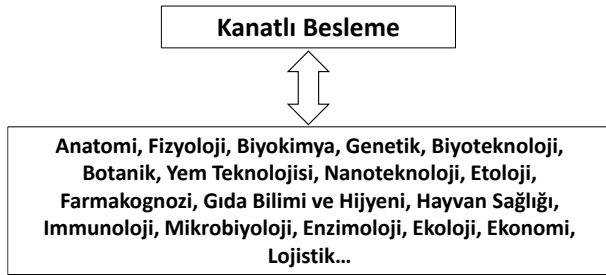 Kanatlı Besleme
Anatomi, Fizyoloji, Biyokimya, Genetik, Biyoteknoloji,
Botanik, Yem Teknolojisi, Nanoteknoloji, Etoloji,
Farmakognozi, Gıda Bilimi ve Hijyeni, Hayvan Sağlığı,
Immunoloji, Mikrobiyoloji, Enzimoloji, Ekoloji, Ekonomi,
Lojistik…